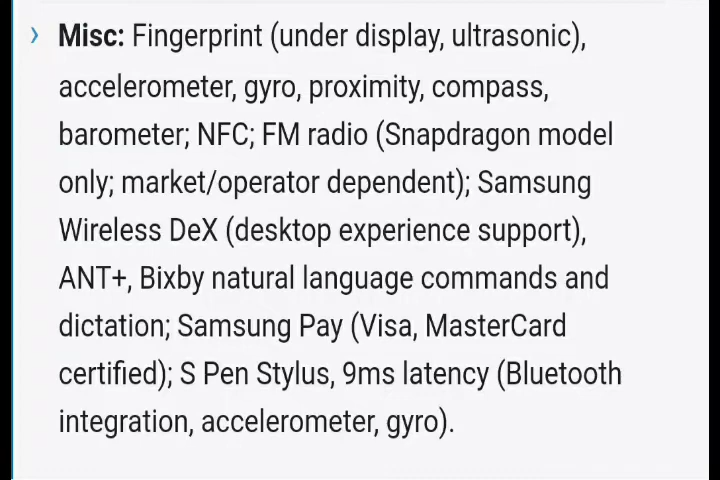 › Misc: Fingerprint (under display, ultrasonic),
accelerometer, gyro, proximity, compass,
barometer; NFC; FM radio (Snapdragon model
only; market/operator dependent); Samsung
Wireless DeX (desktop experience support),
ANT+, Bixby natural language commands and
dictation; Samsung Pay (Visa, MasterCard
certified); S Pen Stylus, 9ms latency (Bluetooth
integration, accelerometer, gyro).